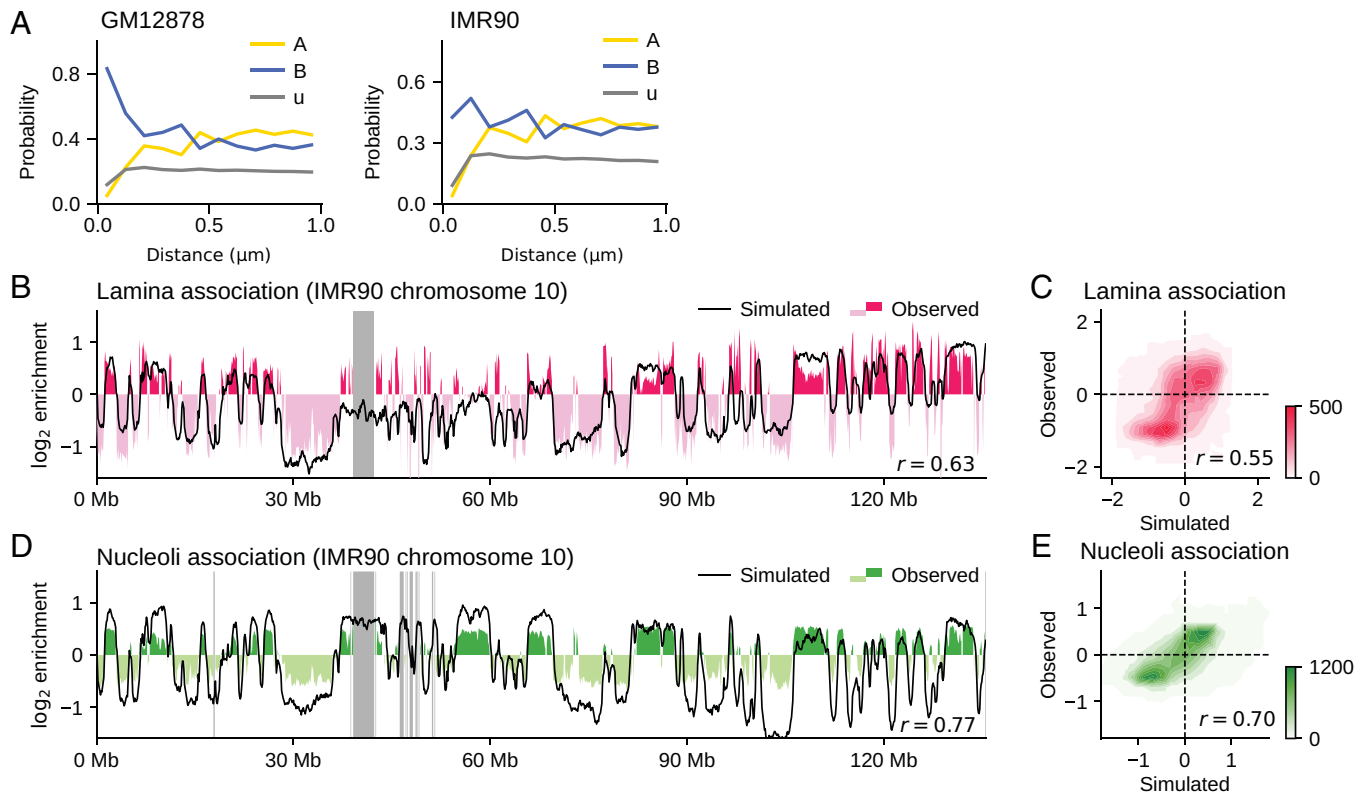 A
GM12878
A
B
u
Probability
0.8
0.4
0.0
0.0
0.5
1.0
Distance (μm)
IMR90
A
B
u
Probability
0.6
0.3
0.0
0.0
0.5
1.0
Distance (μm)
B
Lamina association (IMR90 chromosome 10)
Simulated
Observed
log2 enrichment
1
0
−1
r = 0.63
0 Mb
30 Mb
60 Mb
90 Mb
120 Mb
C
Lamina association
Observed
2
0
−2
r = 0.55
−2
0
2
Simulated
500
0
D
Nucleoli association (IMR90 chromosome 10)
Simulated
Observed
log2 enrichment
1
0
−1
r = 0.77
0 Mb
30 Mb
60 Mb
90 Mb
120 Mb
E
Nucleoli association
Observed
1
0
−1
r = 0.70
−1
0
1
Simulated
1200
0